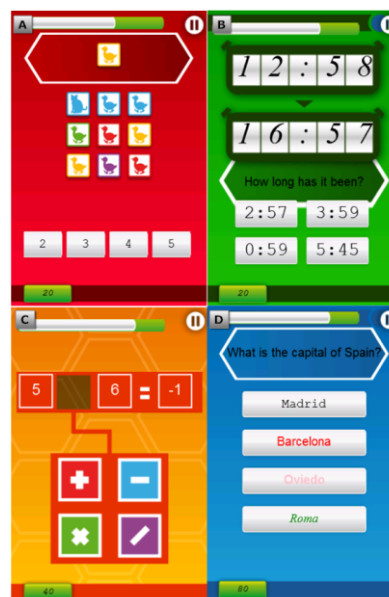 A
2 3 4 5
20
B
12:58
16:57
How long has it been?
2:57 3:59
0:59 5:45
20
C
5 6 = -1
+ -
× /
40
D
What is the capital of Spain?
Madrid
Barcelona
Oviedo
Roma
80